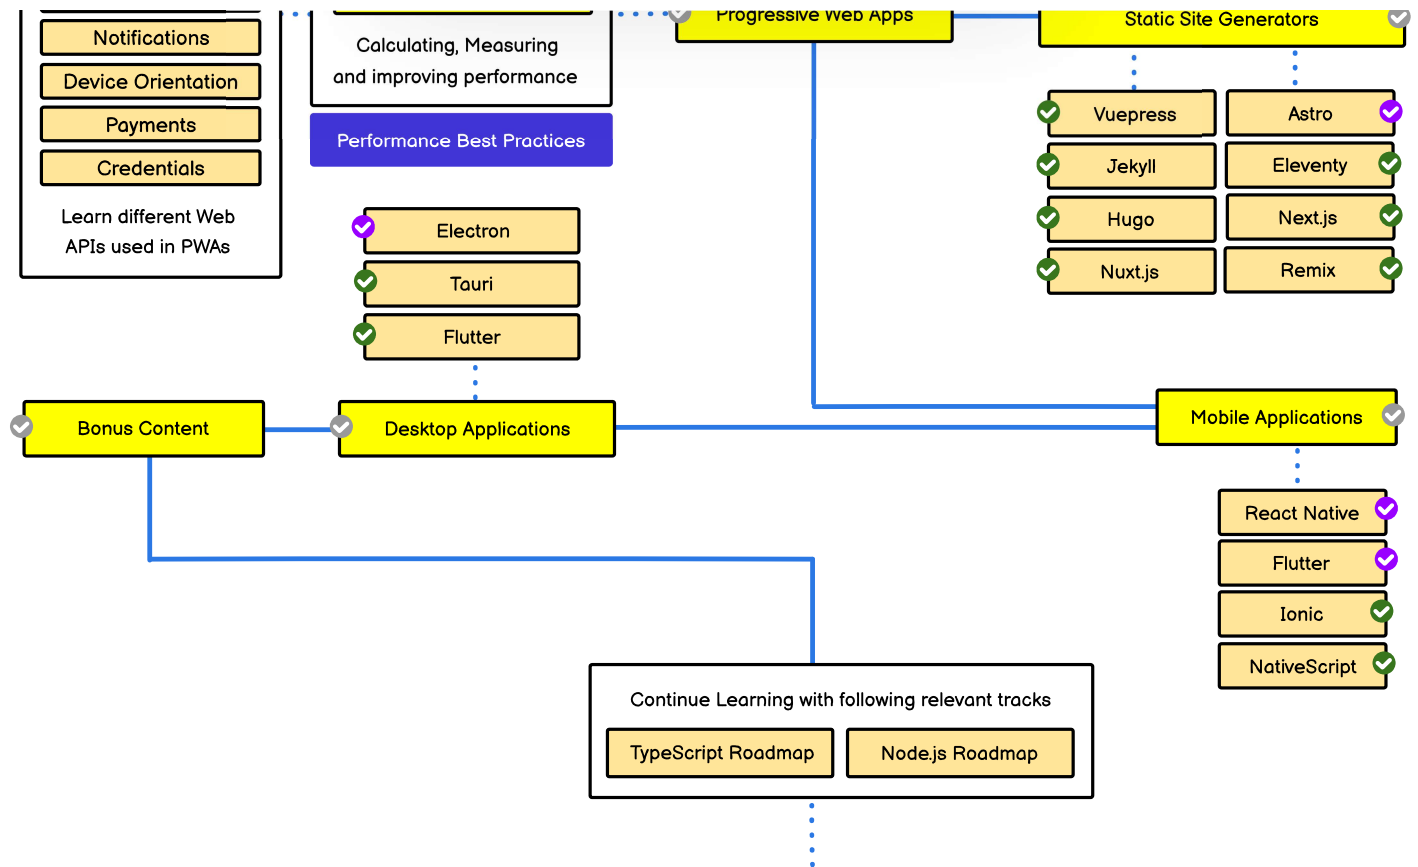 Progressive Web Apps
Static Site Generators
Notifications
Device Orientation
Payments
Credentials
Learn different Web
APIs used in PWAs
Calculating, Measuring
and improving performance
Performance Best Practices
Vuepress
Astro
Jekyll
Eleventy
Hugo
Next.js
Nuxt.js
Remix
Electron
Tauri
Flutter
Bonus Content
Desktop Applications
Mobile Applications
React Native
Flutter
Ionic
NativeScript
Continue Learning with following relevant tracks
TypeScript Roadmap
Node.js Roadmap